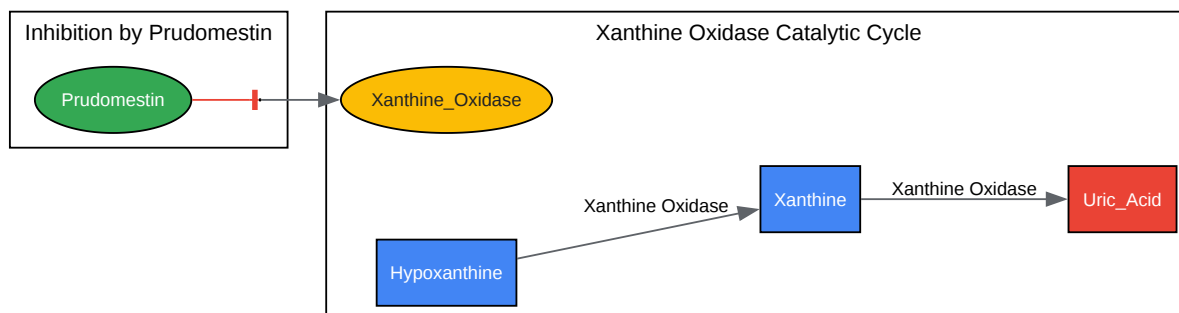 Inhibition by Prudomestin
Xanthine Oxidase Catalytic Cycle
Prudomestin
Xanthine_Oxidase
Xanthine Oxidase
Xanthine
Xanthine Oxidase
Uric_Acid
Hypoxanthine